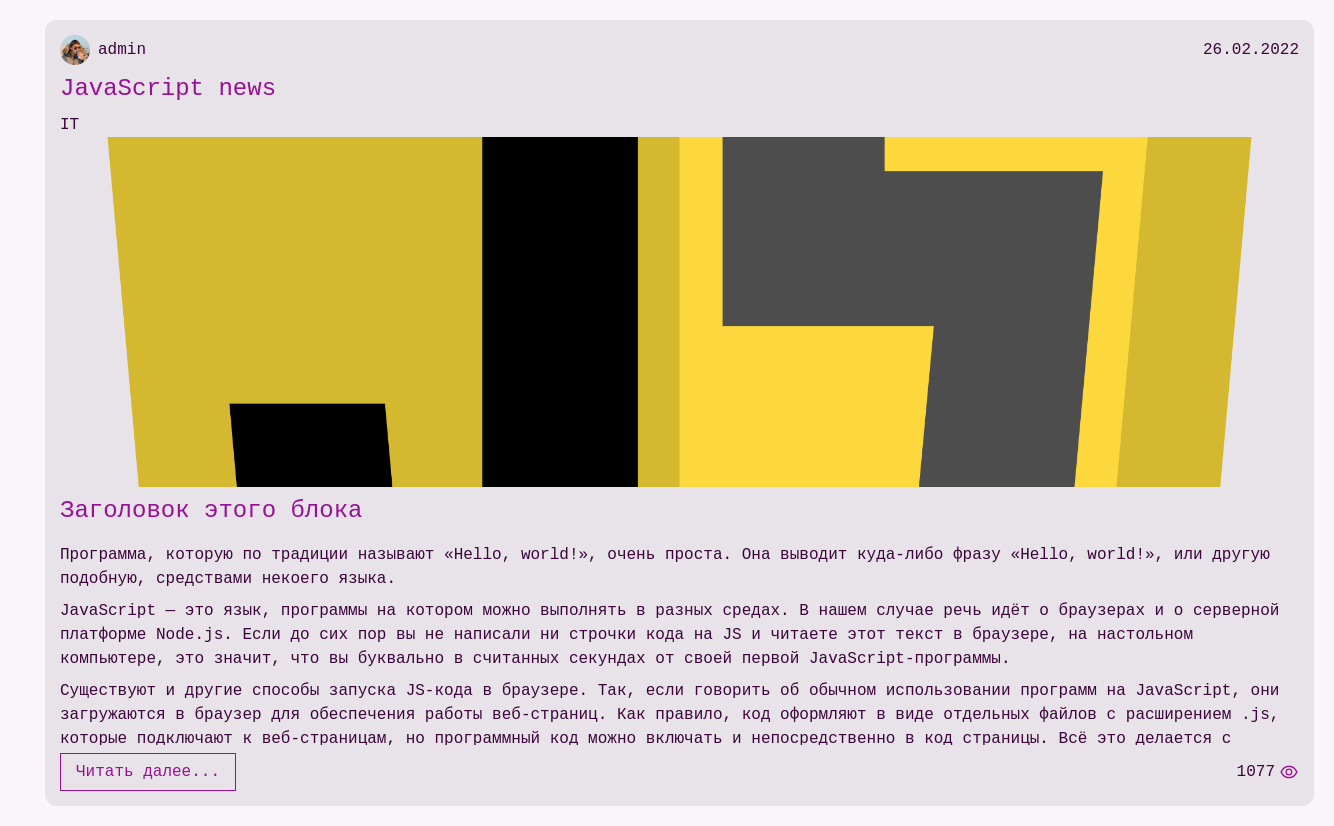 admin
26.02.2022
JavaScript news
IT
Заголовок этого блока
Программа, которую по традиции называют «Hello, world!», очень проста. Она выводит куда-либо фразу «Hello, world!», или другую
подобную, средствами некоего языка.
JavaScript — это язык, программы на котором можно выполнять в разных средах. В нашем случае речь идёт о браузерах и о серверной
платформе Node.js. Если до сих пор вы не написали ни строчки кода на JS и читаете этот текст в браузере, на настольном
компьютере, это значит, что вы буквально в считанных секундах от своей первой JavaScript-программы.
Существуют и другие способы запуска JS-кода в браузере. Так, если говорить об обычном использовании программ на JavaScript, они
загружаются в браузер для обеспечения работы веб-страниц. Как правило, код оформляют в виде отдельных файлов с расширением .js,
которые подключают к веб-страницам, но программный код можно включать и непосредственно в код страницы. Всё это делается с
Читать далее...
1077